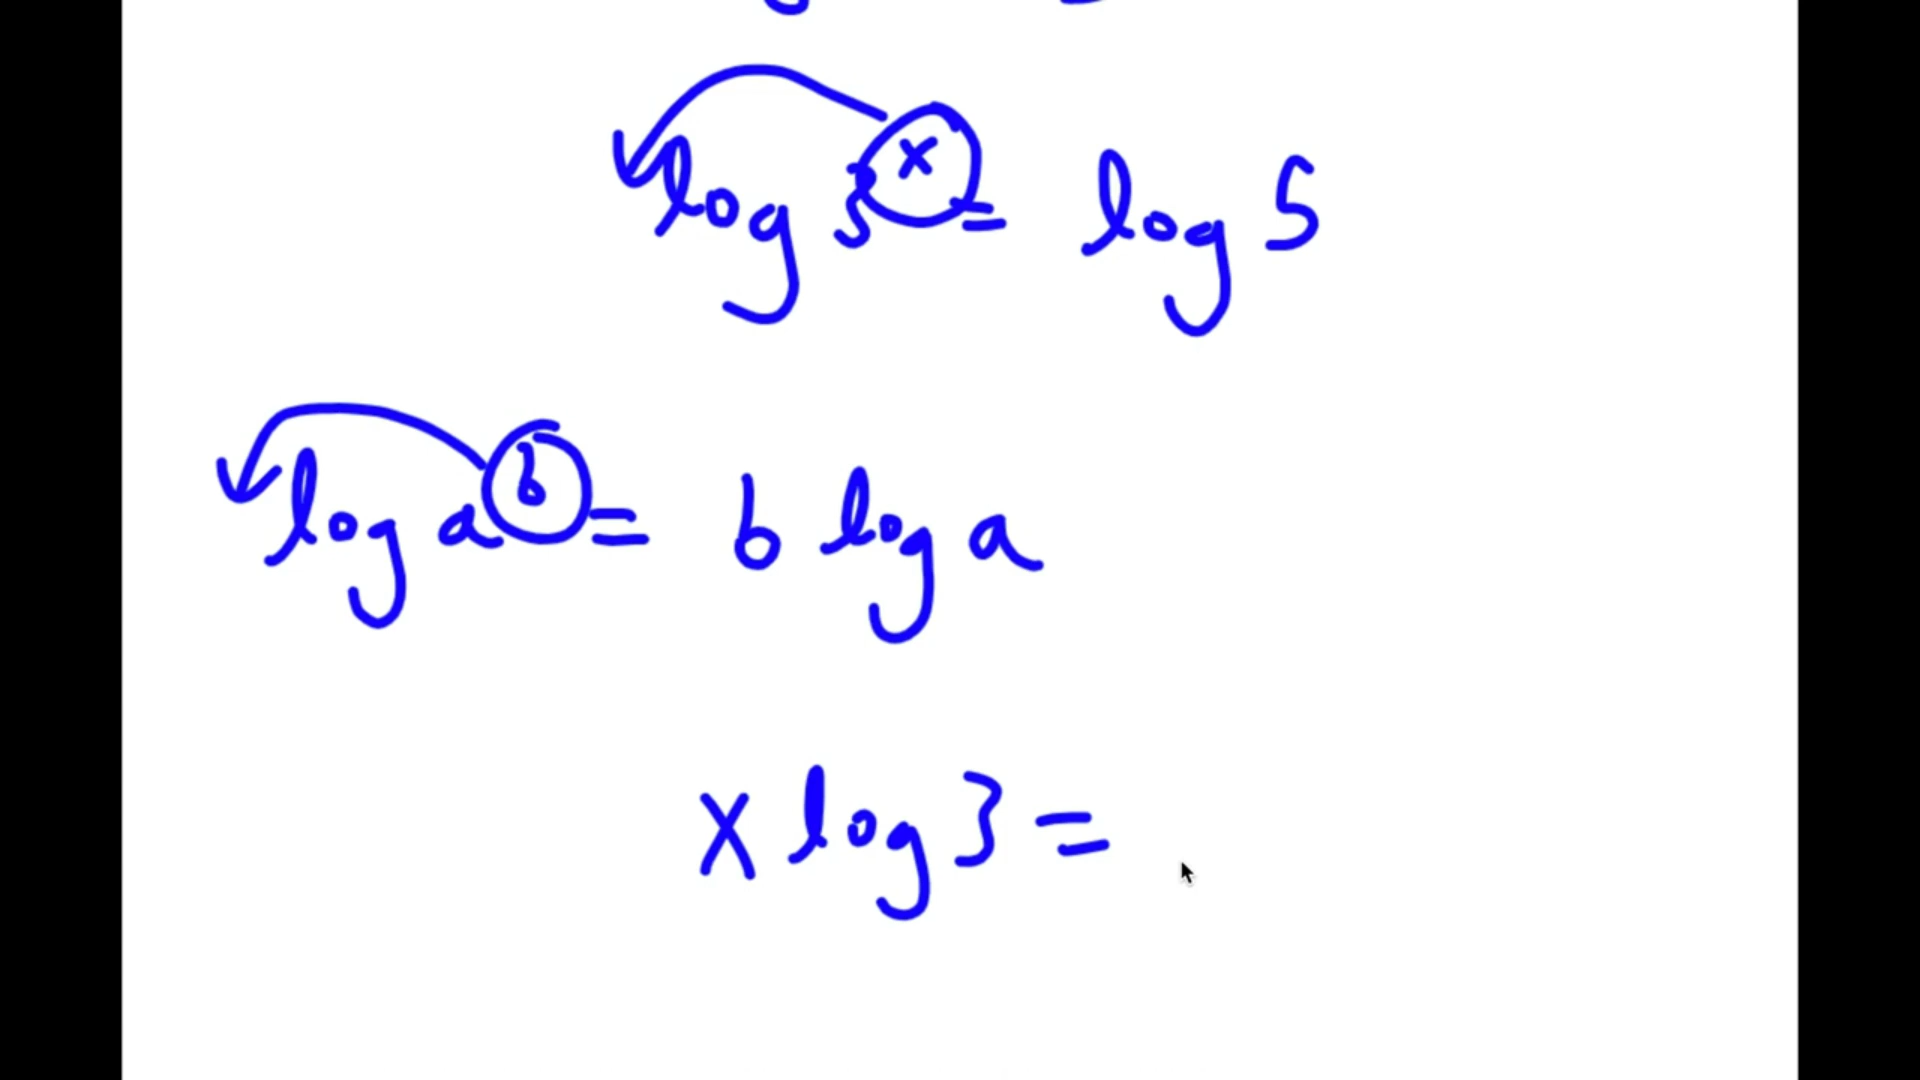 log 3^x = log 5
log a^b = b log a
x log 3 =